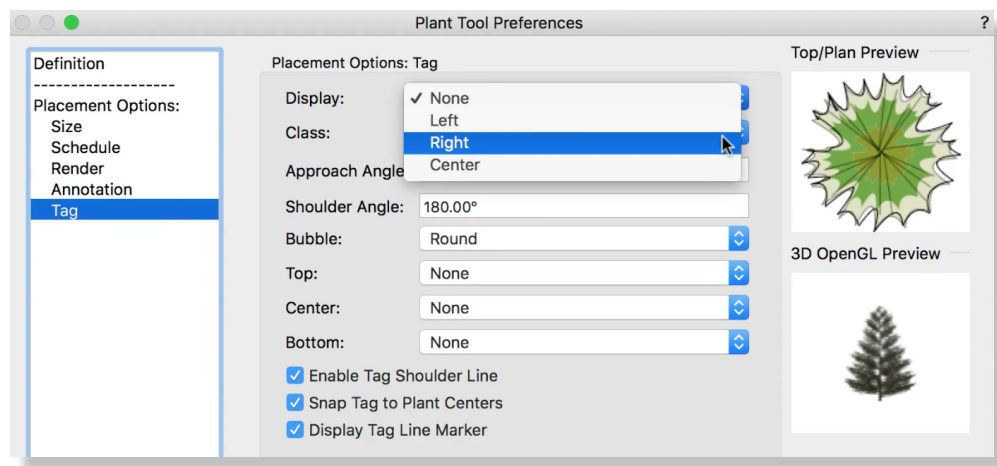 Plant Tool Preferences
?
Definition
-------------------
Placement Options:
Size
Schedule
Render
Annotation
Tag
Placement Options: Tag
Display:
✓ None
Left
Right
Center
Class:
Approach Angle
Shoulder Angle: 180.00°
Bubble: Round
Top: None
Center: None
Bottom: None
Enable Tag Shoulder Line
Snap Tag to Plant Centers
Display Tag Line Marker
Top/Plan Preview
3D OpenGL Preview